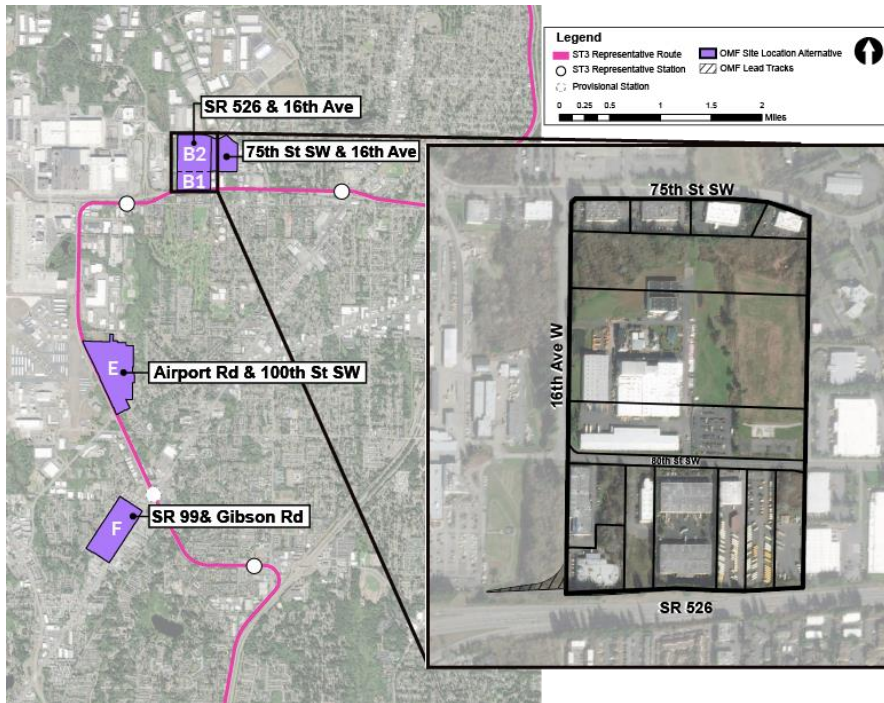 Legend
ST3 Representative Route
ST3 Representative Station
Provisional Station
OMF Site Location Alternative
OMF Lead Tracks
0 0.25 0.5 1 1.5 2
Miles
SR 526 & 16th Ave
B2
75th St SW & 16th Ave
B1
E
Airport Rd & 100th St SW
SR 99& Gibson Rd
F
75th St SW
16th Ave W
80th St SW
SR 526